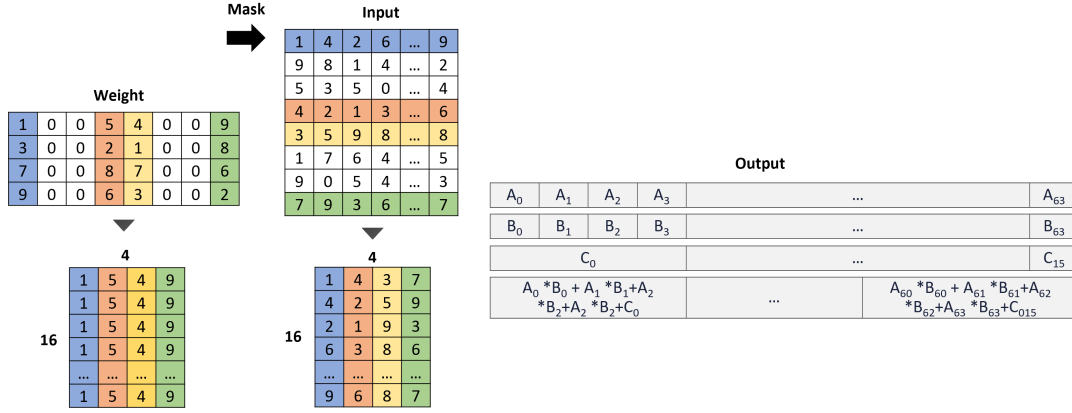 Mask
Input
1 4 2 6 ... 9
9 8 1 4 ... 2
5 3 5 0 ... 4
4 2 1 3 ... 6
3 5 9 8 ... 8
1 7 6 4 ... 5
9 0 5 4 ... 3
7 9 3 6 ... 7
Weight
1 0 0 5 4 0 0 9
3 0 0 2 1 0 0 8
7 0 0 8 7 0 0 6
9 0 0 6 3 0 0 2
4
16
1 5 4 9
1 5 4 9
1 5 4 9
1 5 4 9
... ... ... ...
1 5 4 9
4
16
1 4 3 7
4 2 5 9
2 1 9 3
6 3 8 6
... ... ... ...
9 6 8 7
Output
A₀ A₁ A₂ A₃ ... A₆₃
B₀ B₁ B₂ B₃ ... B₆₃
C₀ ... C₁₅
A₀ *B₀ + A₁ *B₁+A₂
*B₂+A₂ *B₂+C₀
...
A₆₀ *B₆₀ + A₆₁ *B₆₁+A₆₂
*B₆₂+A₆₃ *B₆₃+C₀₁₅